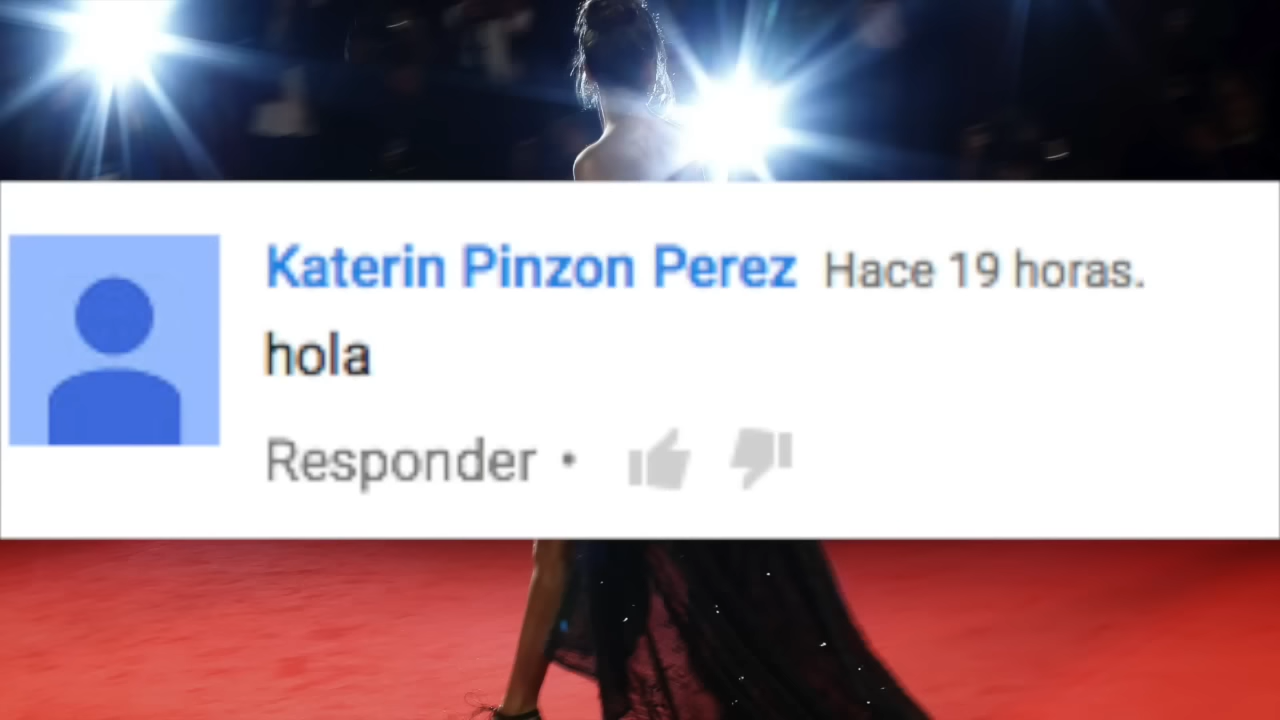 Katerin Pinzon Perez Hace 19 horas.
hola
Responder •